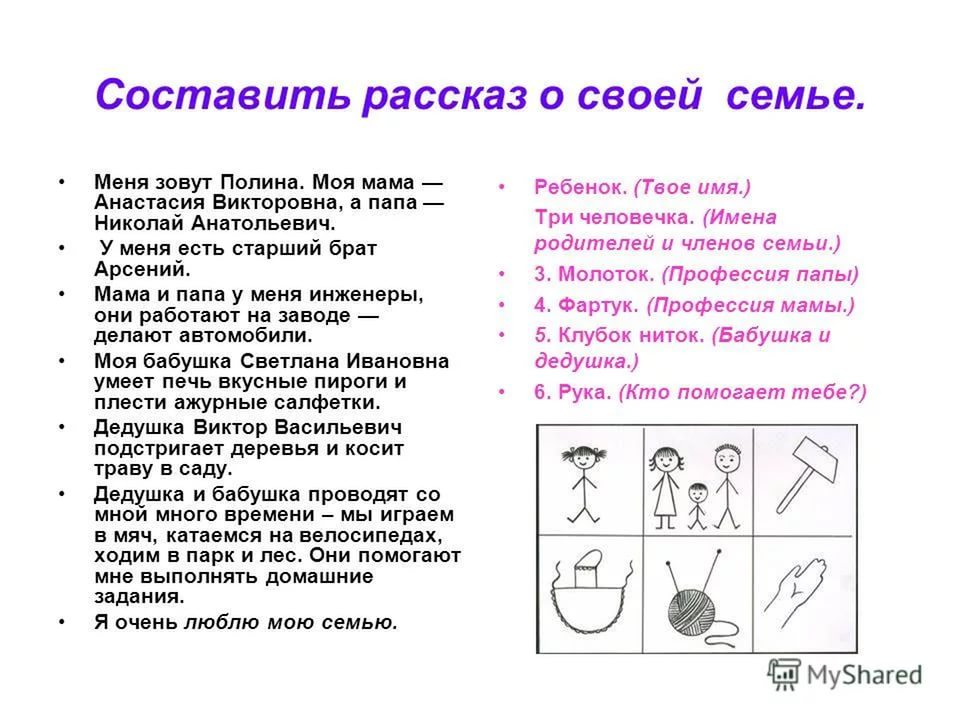 Составить рассказ о своей семье.
• Меня зовут Полина. Моя мама —
Анастасия Викторовна, а папа —
Николай Анатольевич.
• У меня есть старший брат
Арсений.
• Мама и папа у меня инженеры,
они работают на заводе —
делают автомобили.
• Моя бабушка Светлана Ивановна
умеет печь вкусные пироги и
плести ажурные салфетки.
• Дедушка Виктор Васильевич
подстригает деревья и косит
траву в саду.
• Дедушка и бабушка проводят со
мной много времени – мы играем
в мяч, катаемся на велосипедах,
ходим в парк и лес. Они помогают
мне выполнять домашние
задания.
• Я очень люблю мою семью.
• Ребенок. (Твое имя.)
Три человечка. (Имена
родителей и членов семьи.)
• 3. Молоток. (Профессия папы)
• 4. Фартук. (Профессия мамы.)
• 5. Клубок ниток. (Бабушка и
дедушка.)
• 6. Рука. (Кто помогает тебе?)
MyShared